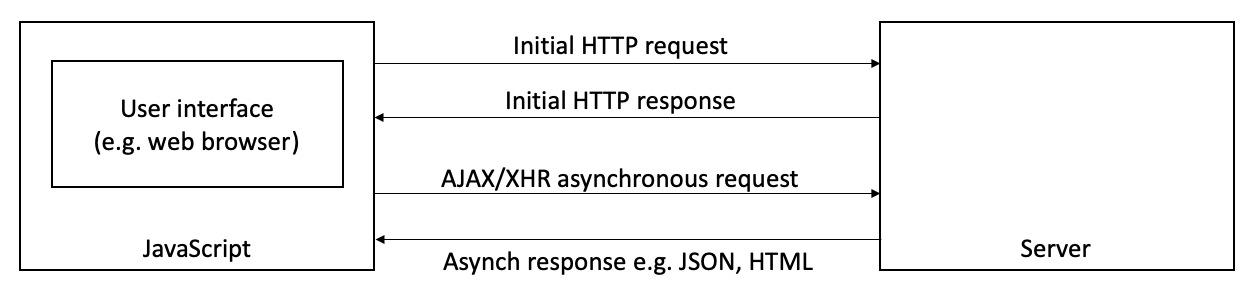 Initial HTTP request
User interface
(e.g. web browser)
Initial HTTP response
AJAX/XHR asynchronous request
JavaScript
Asynch response e.g. JSON, HTML
Server